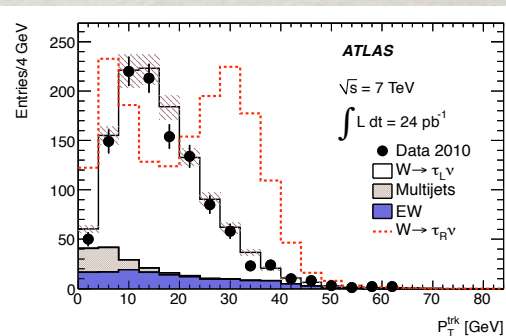 Entries/4 GeV
250
200
150
100
50
0
ATLAS
√s = 7 TeV
∫ L dt = 24 pb⁻¹
Data 2010
W→ τ_L ν
Multijets
EW
W→ τ_R ν
0 10 20 30 40 50 60 70 80
P_T^trk [GeV]